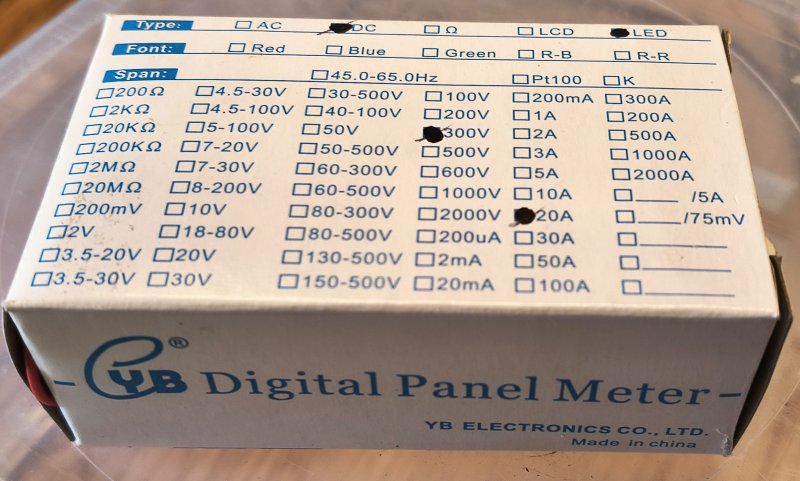 Type: AC DC Ω LCD LED
Font: Red Blue Green R-B R-R
Span: 45.0-65.0Hz Pt100 K
200Ω 4.5-30V 30-500V 100V 200mA 300A
2KΩ 4.5-100V 40-100V 200V 1A 200A
20KΩ 5-100V 50V 300V 2A 500A
200KΩ 7-20V 50-500V 500V 3A 1000A
2MΩ 7-30V 60-300V 600V 5A 2000A
20MΩ 8-200V 60-500V 1000V 10A ____ /5A
200mV 10V 80-300V 2000V 20A ____ /75mV
2V 18-80V 80-500V 200uA 30A ____
3.5-20V 20V 130-500V 2mA 50A ____
3.5-30V 30V 150-500V 20mA 100A ____
YB ® Digital Panel Meter
YB ELECTRONICS CO., LTD.
Made in china